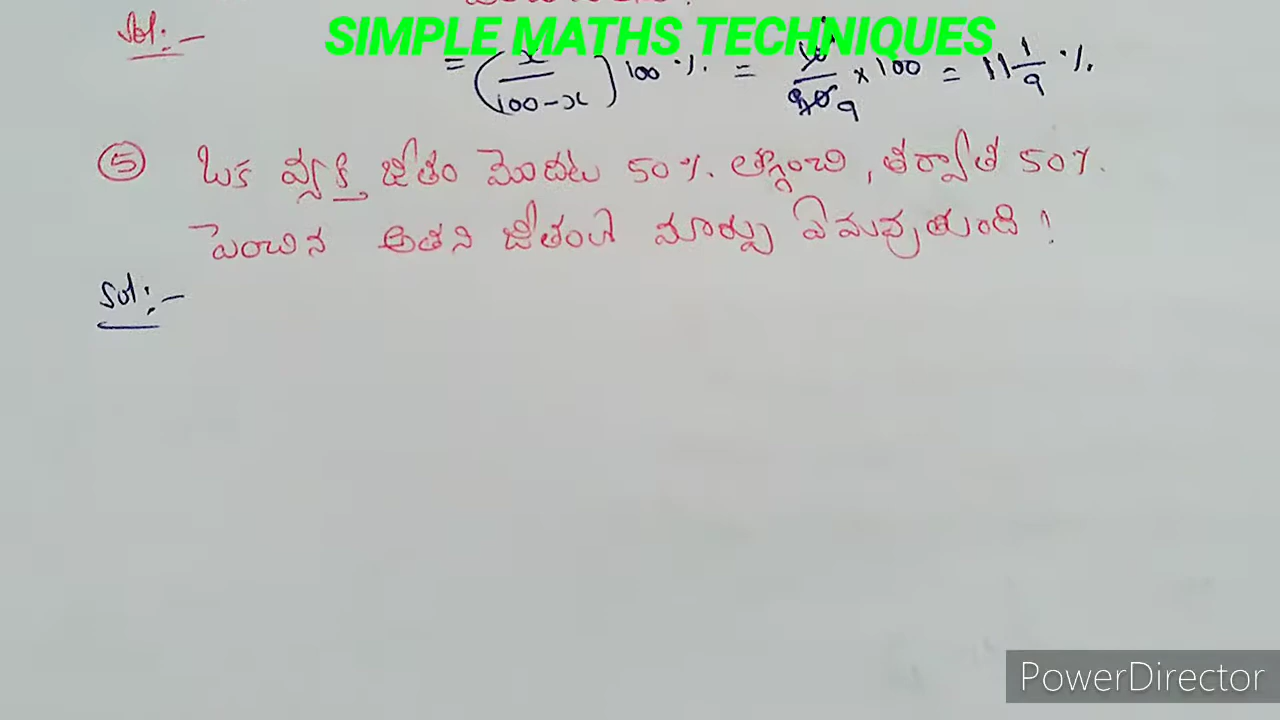 SIMPLE MATHS TECHNIQUES
Sol:-
= (x/100-x) 100 % = 10/90 9 x 100 = 11 1/9 %
⑤ ఒక వ్యక్తి జీతం మొదట 50%. తగ్గించి, తర్వాత 50%.
పెంచిన అతని జీతంలో మార్పు ఏమవుతుంది!
Sol:-
PowerDirector